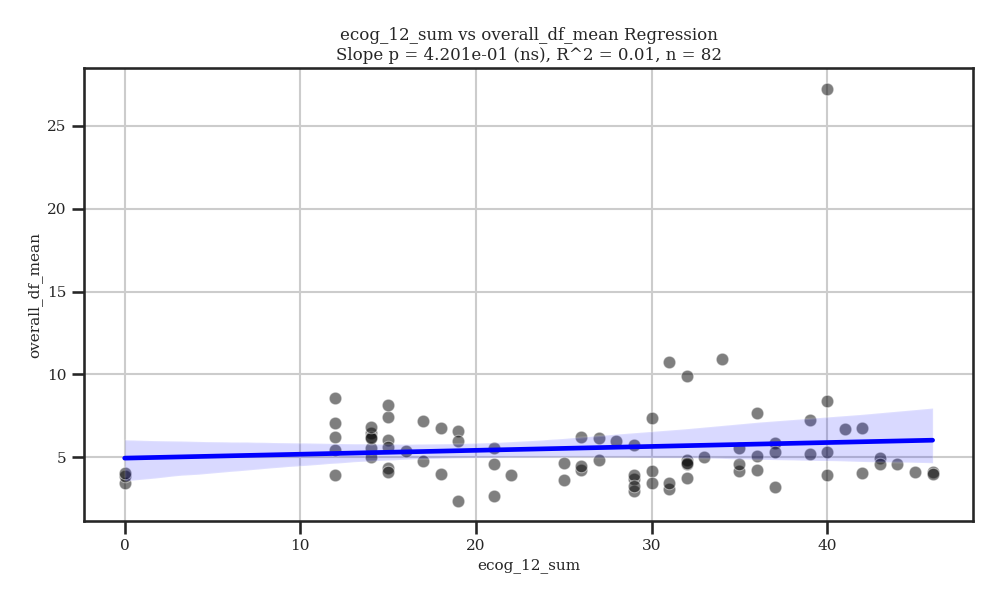 ecog_12_sum vs overall_df_mean Regression
Slope p = 4.201e-01 (ns), R^2 = 0.01, n = 82
overall_df_mean
25
20
15
10
5
0
10
20
30
40
ecog_12_sum